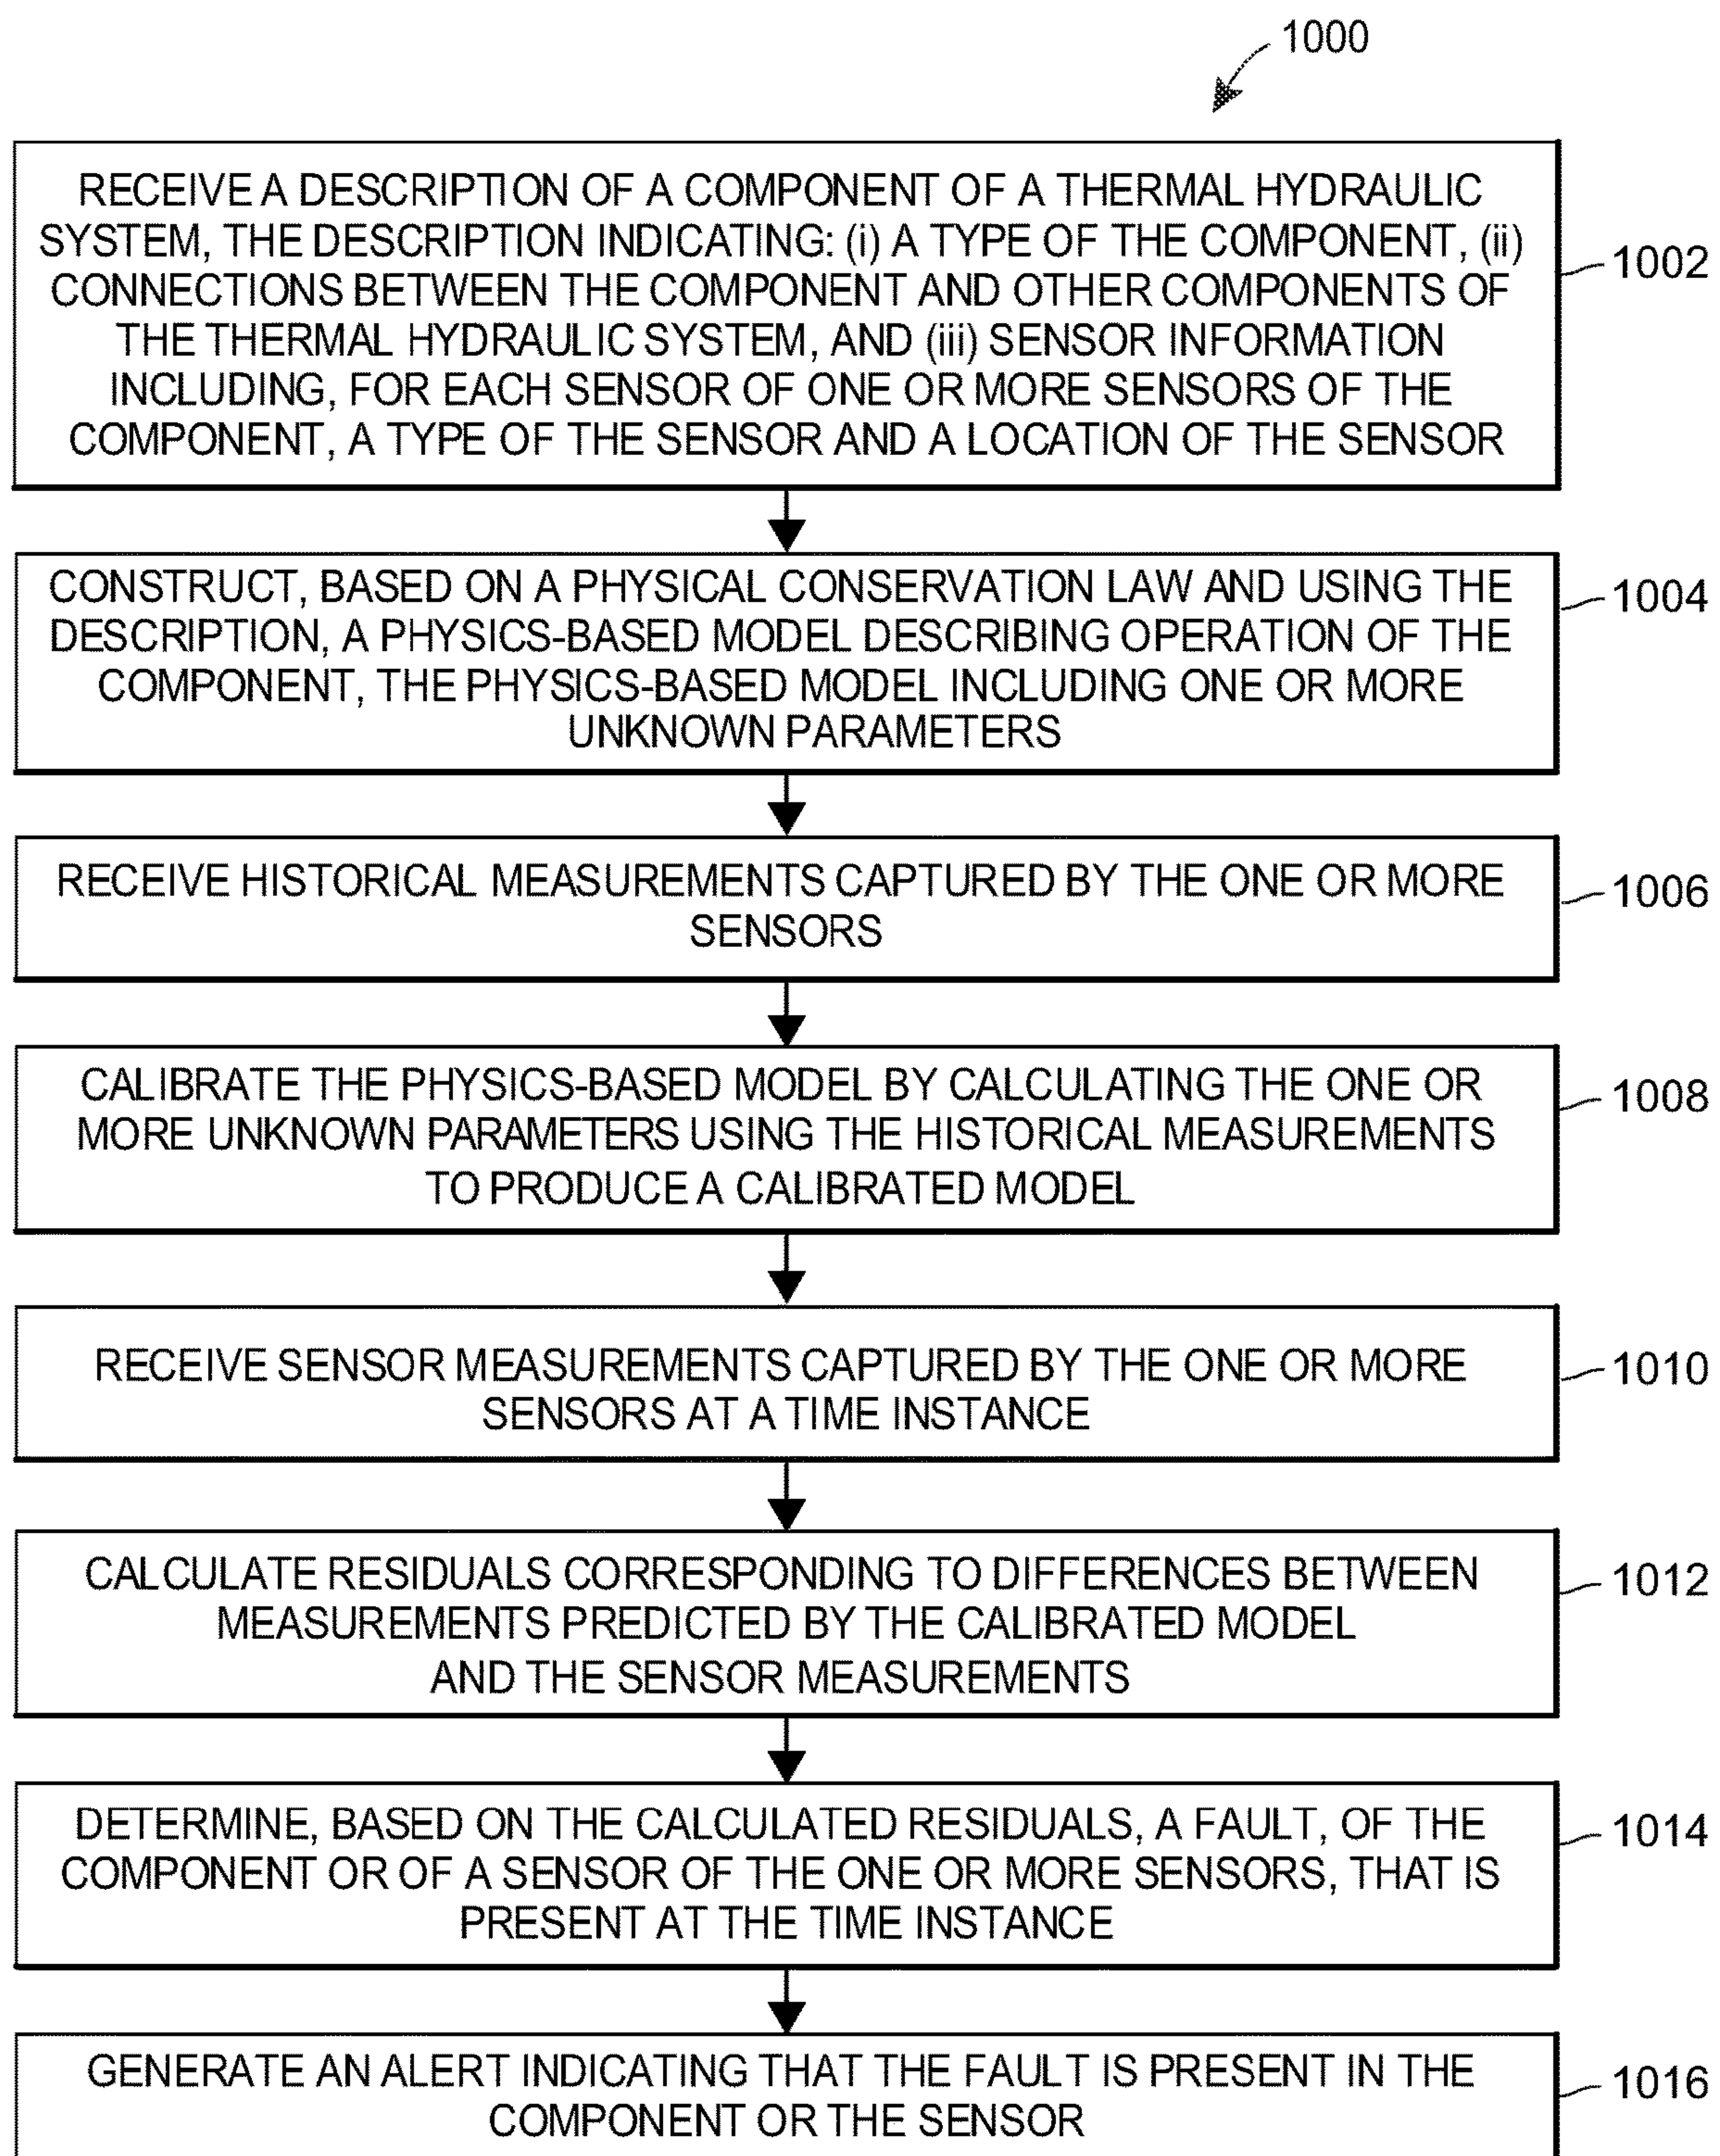 1000
RECEIVE A DESCRIPTION OF A COMPONENT OF A THERMAL HYDRAULIC
SYSTEM, THE DESCRIPTION INDICATING: (i) A TYPE OF THE COMPONENT, (ii)
CONNECTIONS BETWEEN THE COMPONENT AND OTHER COMPONENTS OF
THE THERMAL HYDRAULIC SYSTEM, AND (iii) SENSOR INFORMATION
INCLUDING, FOR EACH SENSOR OF ONE OR MORE SENSORS OF THE
COMPONENT, A TYPE OF THE SENSOR AND A LOCATION OF THE SENSOR
1002
CONSTRUCT, BASED ON A PHYSICAL CONSERVATION LAW AND USING THE
DESCRIPTION, A PHYSICS-BASED MODEL DESCRIBING OPERATION OF THE
COMPONENT, THE PHYSICS-BASED MODEL INCLUDING ONE OR MORE
UNKNOWN PARAMETERS
1004
RECEIVE HISTORICAL MEASUREMENTS CAPTURED BY THE ONE OR MORE
SENSORS
1006
CALIBRATE THE PHYSICS-BASED MODEL BY CALCULATING THE ONE OR
MORE UNKNOWN PARAMETERS USING THE HISTORICAL MEASUREMENTS
TO PRODUCE A CALIBRATED MODEL
1008
RECEIVE SENSOR MEASUREMENTS CAPTURED BY THE ONE OR MORE
SENSORS AT A TIME INSTANCE
1010
CALCULATE RESIDUALS CORRESPONDING TO DIFFERENCES BETWEEN
MEASUREMENTS PREDICTED BY THE CALIBRATED MODEL
AND THE SENSOR MEASUREMENTS
1012
DETERMINE, BASED ON THE CALCULATED RESIDUALS, A FAULT, OF THE
COMPONENT OR OF A SENSOR OF THE ONE OR MORE SENSORS, THAT IS
PRESENT AT THE TIME INSTANCE
1014
GENERATE AN ALERT INDICATING THAT THE FAULT IS PRESENT IN THE
COMPONENT OR THE SENSOR
1016